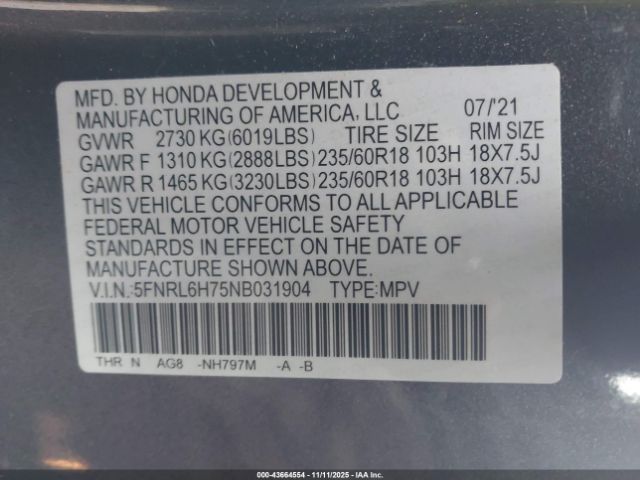 MFD. BY HONDA DEVELOPMENT &
MANUFACTURING OF AMERICA, LLC 07/'21
GVWR 2730 KG(6019LBS) TIRE SIZE RIM SIZE
GAWR F 1310 KG(2888LBS)235/60R18 103H 18X7.5J
GAWR R 1465 KG(3230LBS)235/60R18 103H 18X7.5J
THIS VEHICLE CONFORMS TO ALL APPLICABLE
FEDERAL MOTOR VEHICLE SAFETY
STANDARDS IN EFFECT ON THE DATE OF
MANUFACTURE SHOWN ABOVE.
V.I.N.:5FNRL6H75NB031904 TYPE:MPV
THR N AG8 -NH797M -A -B
000-43664554 - 11/11/2025 - IAAI.COM